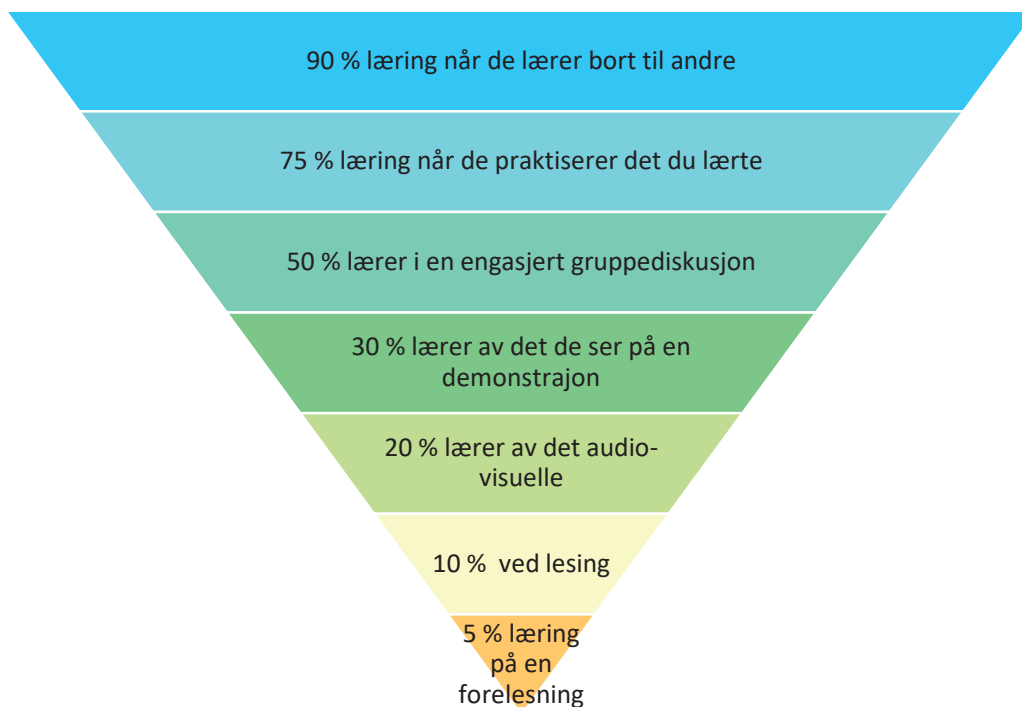 90 % læring når de lærer bort til andre
75 % læring når de praktiserer det du lærte
50 % lærer i en engasjert gruppediskusjon
30 % lærer av det de ser på en
demonstrajon
20 % lærer av det audio-
visuelle
10 %  ved lesing
5 % læring
på en
forelesning